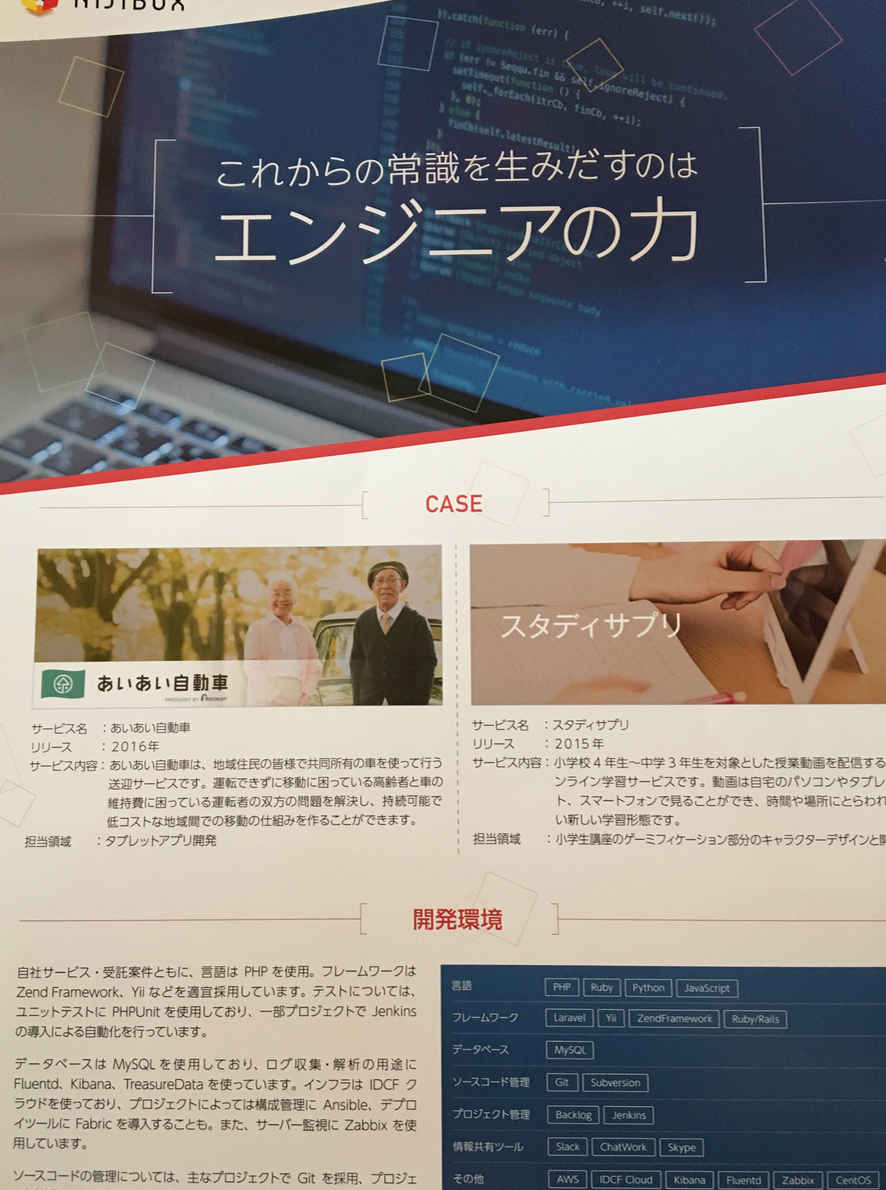 NIJIBOX
}).catch(function (err) {
// if ignoreReject is true, loop will be continued.
if (err != Sequ.fin && self.ignoreReject) {
setTimeout(function () {
self._forEach(itrCb, finCb, ++i);
}, 0);
} else {
finCb(self.latestResult)
これからの常識を生みだすのは
エンジニアの力
CASE
あいあい自動車
PRODUCED BY RECRUIT
サービス名 : あいあい自動車
リリース : 2016年
サービス内容 : あいあい自動車は、地域住民の皆様で共同所有の車を使って行う
送迎サービスです。運転できずに移動に困っている高齢者と車の
維持費に困っている運転者の双方の問題を解決し、持続可能で
低コストな地域間での移動の仕組みを作ることができます。
担当領域 : タブレットアプリ開発
スタディサプリ
サービス名 : スタディサプリ
リリース : 2015年
サービス内容 : 小学校4年生〜中学3年生を対象とした授業動画を配信する
ンライン学習サービスです。動画は自宅のパソコンやタブレ
ト、スマートフォンで見ることができ、時間や場所にとらわれ
い新しい学習形態です。
担当領域 : 小学生講座のゲーミフィケーション部分のキャラクターデザインと
開発環境
自社サービス・受託案件ともに、言語は PHP を使用。フレームワークは
Zend Framework、Yii などを適宜採用しています。テストについては、
ユニットテストに PHPUnit を使用しており、一部プロジェクトで Jenkins
の導入による自動化を行っています。
データベースは MySQL を使用しており、ログ収集・解析の用途に
Fluentd、Kibana、TreasureData を使っています。インフラは IDCF ク
ラウドを使っており、プロジェクトによっては構成管理に Ansible、デプロ
イツールに Fabric を導入することも。また、サーバー監視に Zabbix を使
用しています。
ソースコードの管理については、主なプロジェクトで Git を採用、プロジェ
言語 PHP Ruby Python JavaScript
フレームワーク Laravel Yii ZendFramework Ruby/Rails
データベース MySQL
ソースコード管理 Git Subversion
プロジェクト管理 Backlog Jenkins
情報共有ツール Slack ChatWork Skype
その他 AWS IDCF Cloud Kibana Fluentd Zabbix CentOS